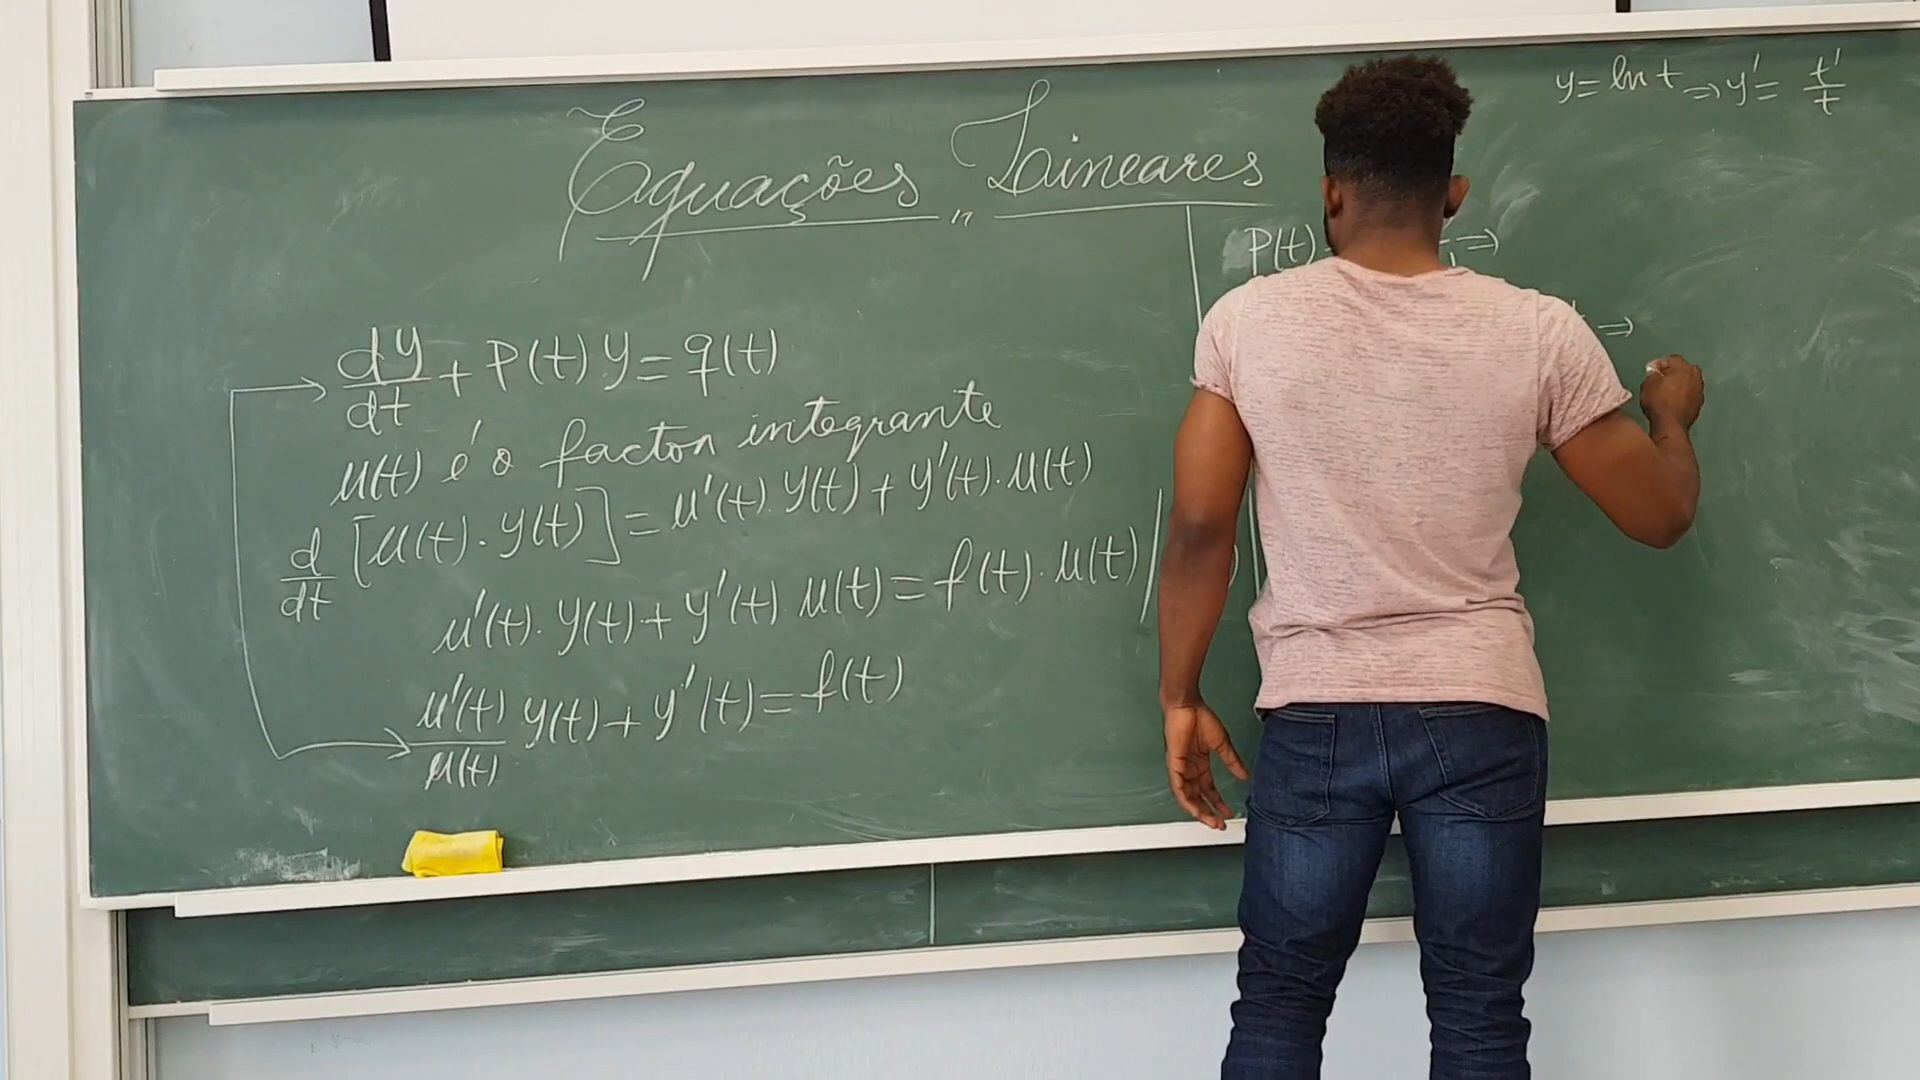 Equações Lineares
dy/dt + P(t) y = q(t)
μ(t) é o factor integrante
d/dt [μ(t) · y(t)] = μ'(t) · y(t) + y'(t) · μ(t)
μ'(t) · y(t) + y'(t) · μ(t) = f(t) · μ(t)
μ'(t)/μ(t) y(t) + y'(t) = f(t)
y = ln t ⇒ y' = t'/t
P(t)
⇒
⇒